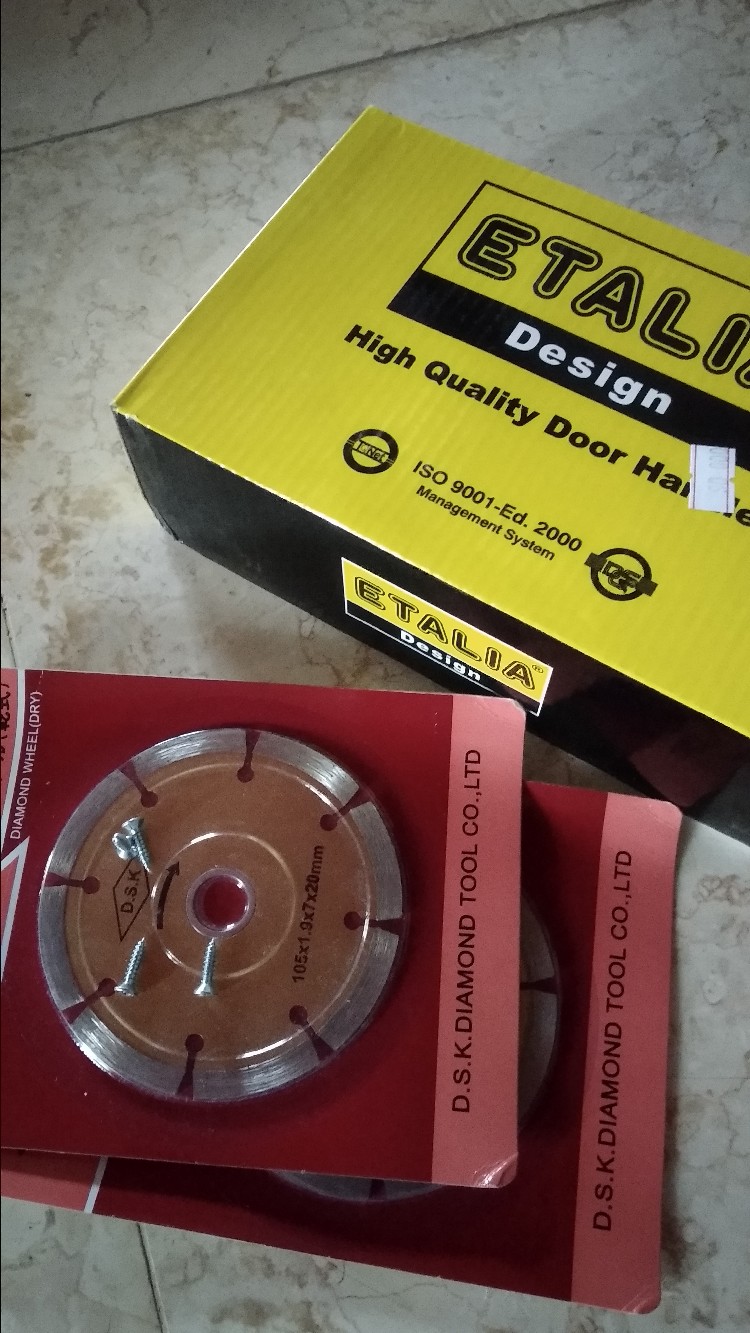 ETALIA
Design
High Quality Door
IQNet
ISO 9001-Ed. 2000
Management System
ETALIA®
Design
DIAMOND WHEEL(DRY)
D.S.K
105x1.9x7x20mm
D.S.K.DIAMOND TOOL CO.,LTD
D.S.K.DIAMOND TOOL CO.,LTD